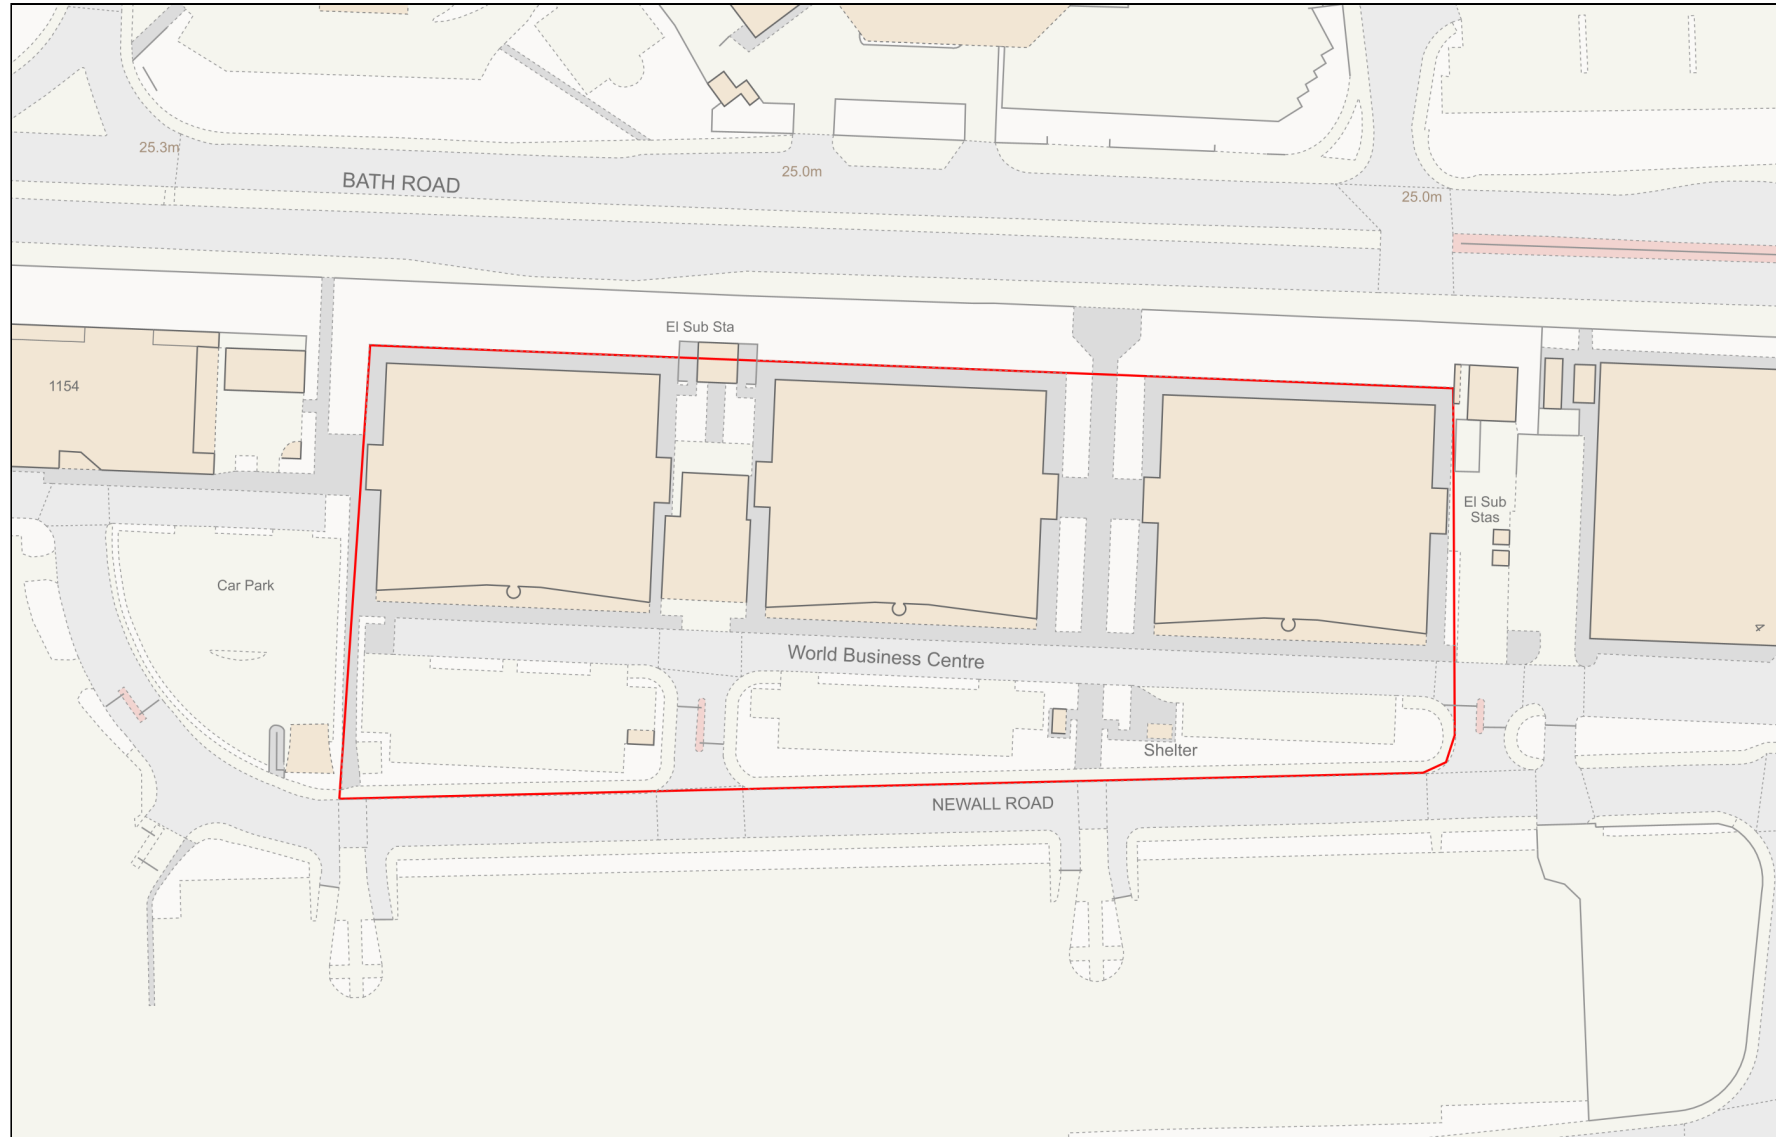 25.3m
25.0m
BATH ROAD
25.0m
El Sub Sta
1154
El Sub
Stas
Car Park
4
World Business Centre
Shelter
NEWALL ROAD